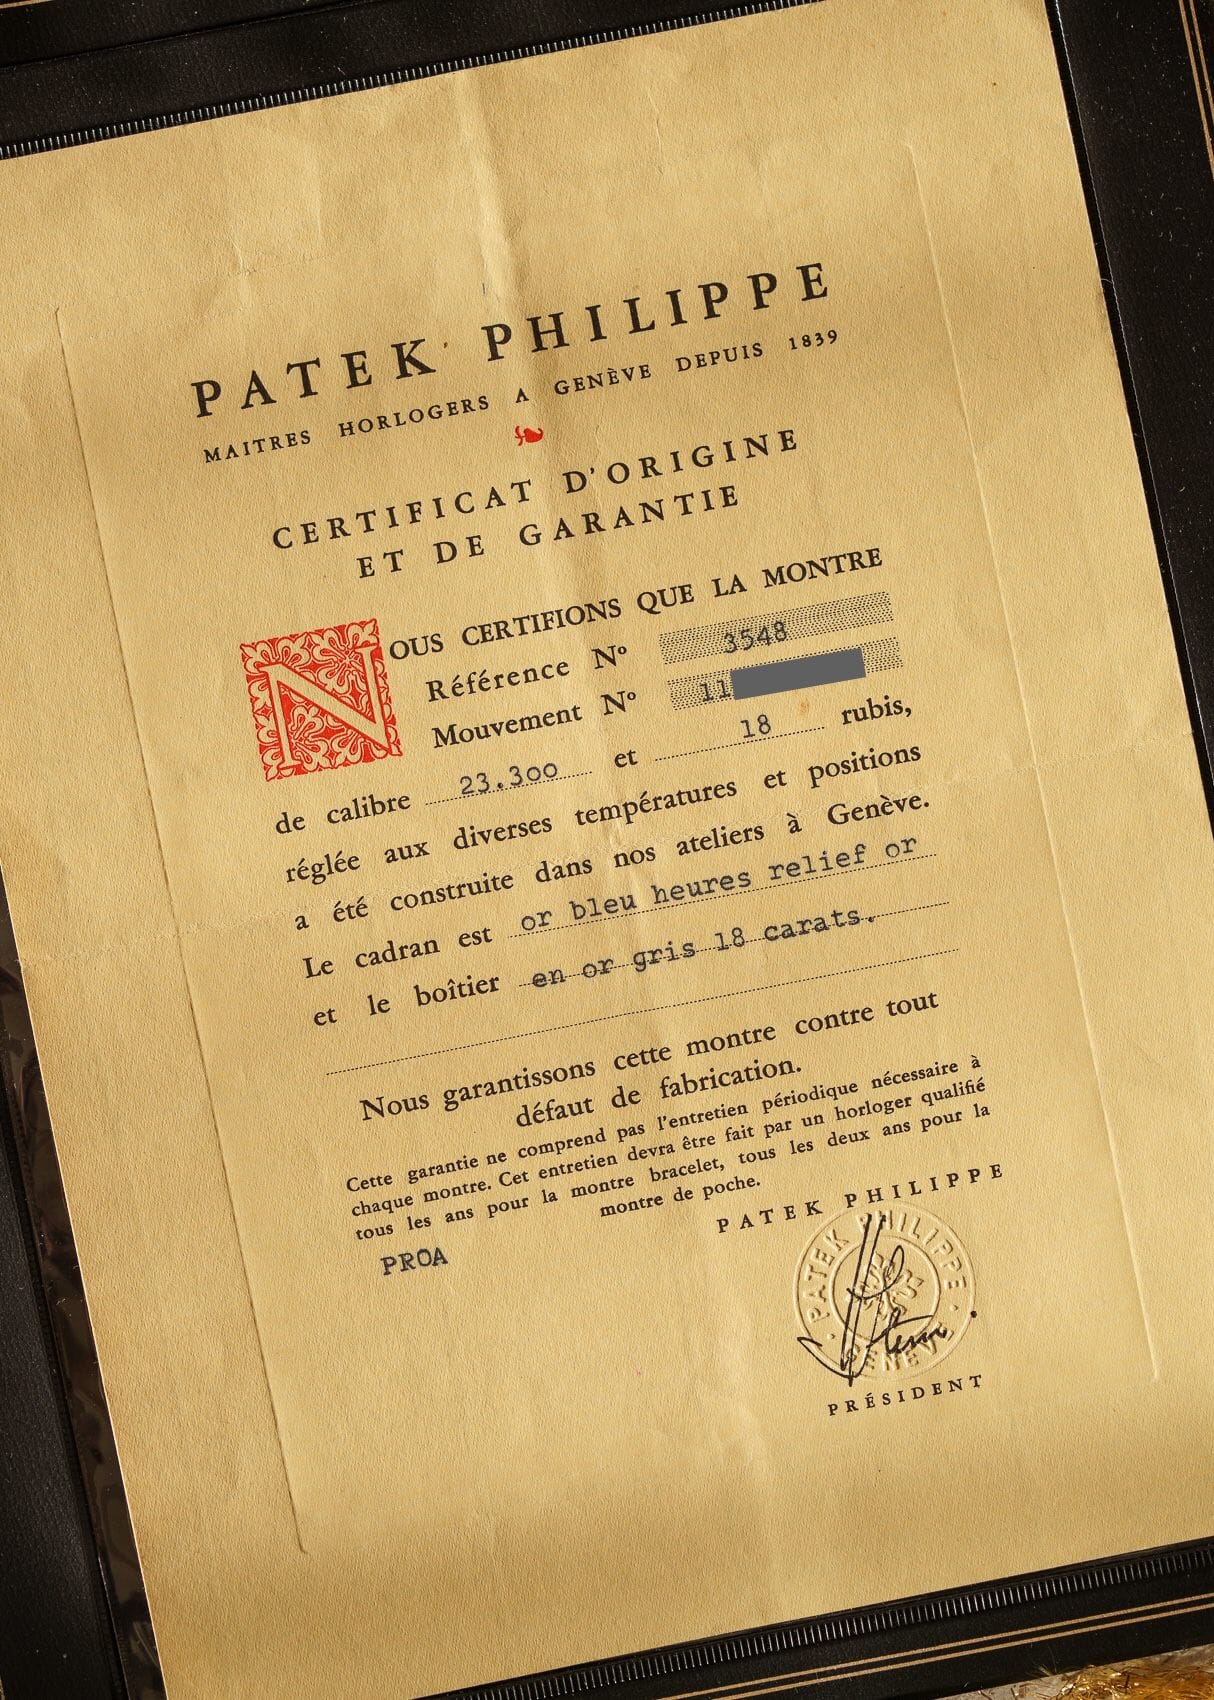 PATEK PHILIPPE
MAITRES HORLOGERS A GENÈVE DEPUIS 1839
CERTIFICAT D'ORIGINE
ET DE GARANTIE
NOUS CERTIFIONS QUE LA MONTRE
Référence Nº 3548
Mouvement Nº 11
de calibre 23.300 et 18 rubis,
réglée aux diverses températures et positions
a été construite dans nos ateliers à Genève.
Le cadran est or bleu heures relief or
et le boîtier en or gris 18 carats.
Nous garantissons cette montre contre tout
défaut de fabrication.
Cette garantie ne comprend pas l'entretien périodique nécessaire à
chaque montre. Cet entretien devra être fait par un horloger qualifié
tous les ans pour la montre bracelet, tous les deux ans pour la
montre de poche.
PROA
PATEK PHILIPPE
PATEK PHILIPPE
GENÈVE
PRÉSIDENT